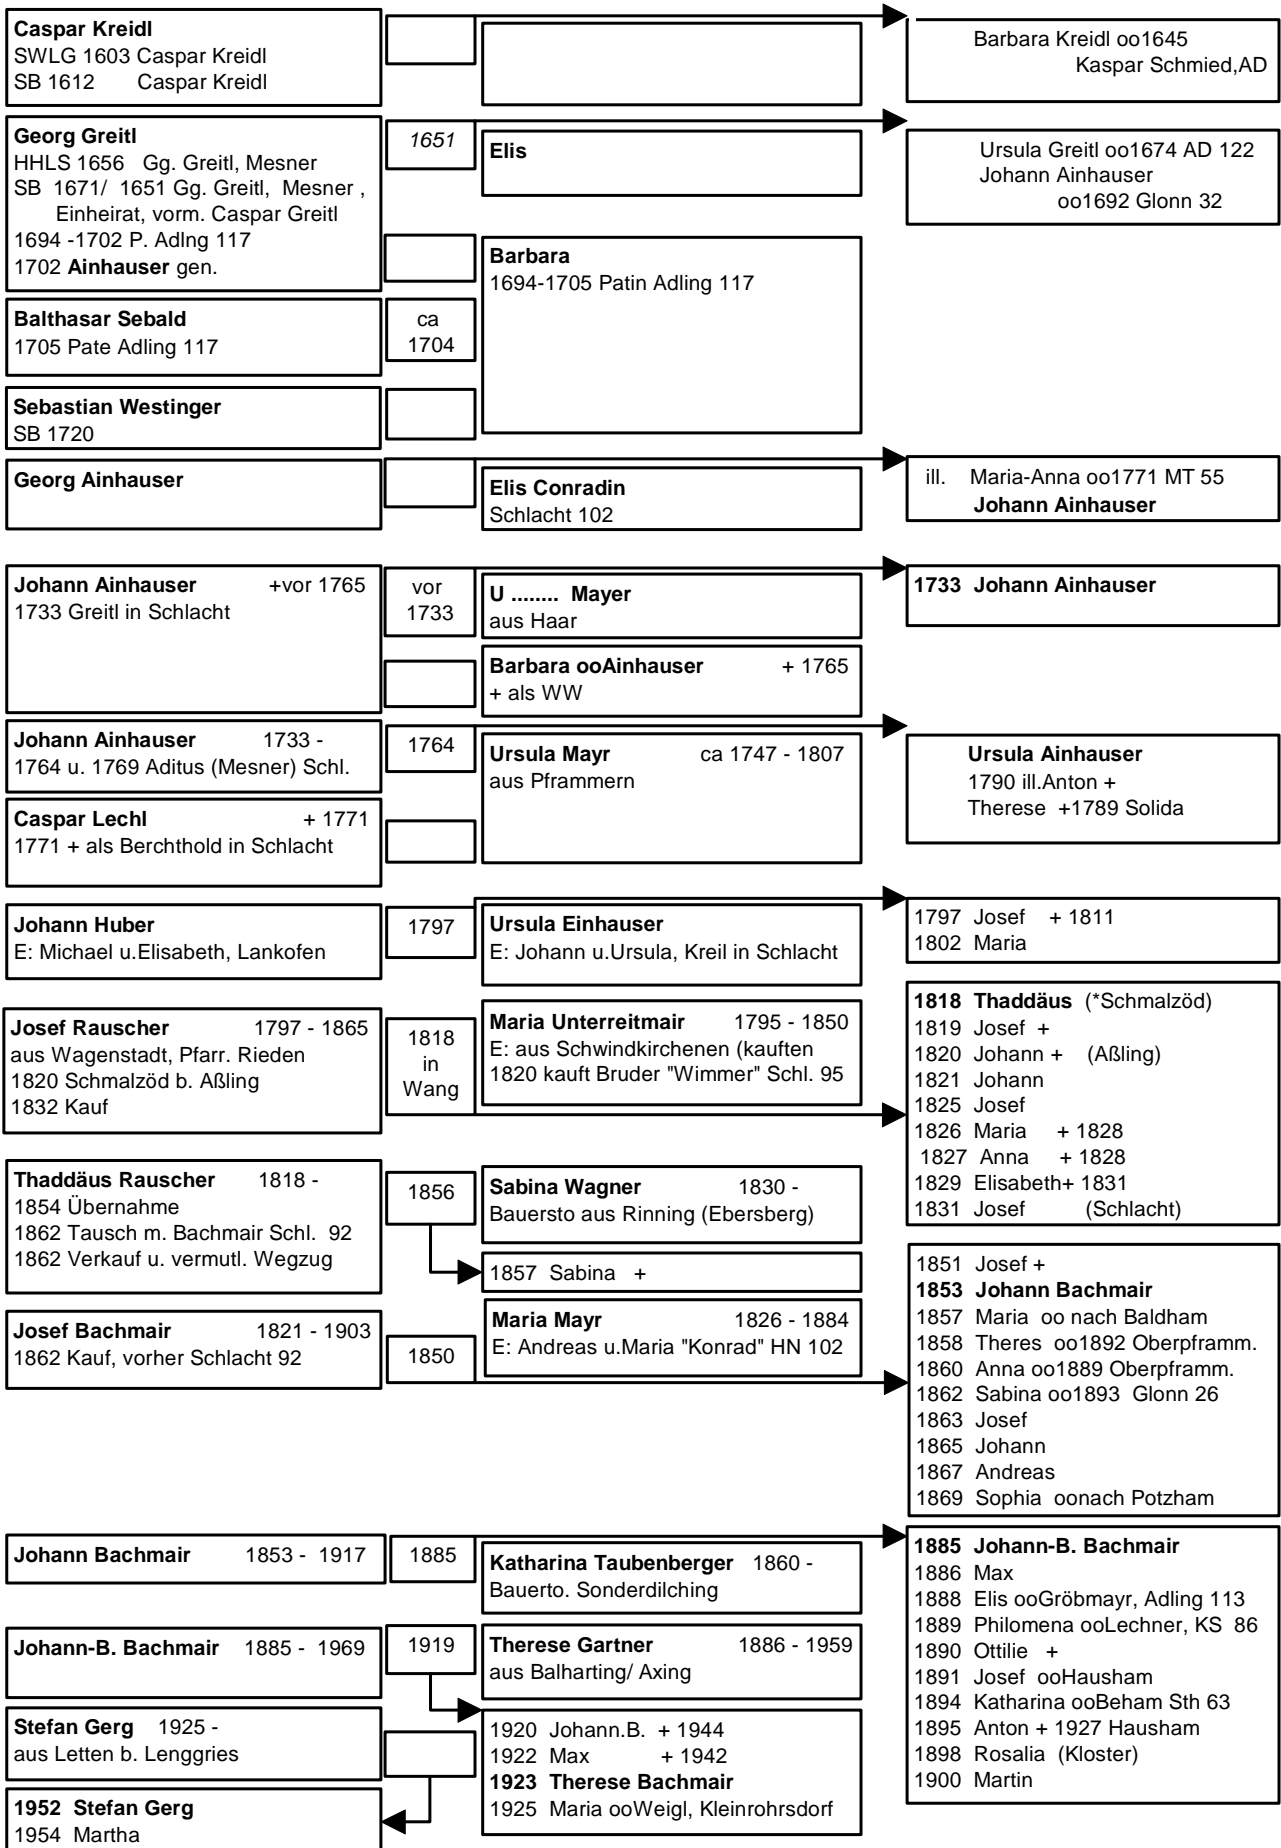 Caspar Kreidl
SWLG 1603 Caspar Kreidl
SB 1612 Caspar Kreidl
Barbara Kreidl oo1645
Kaspar Schmied,AD
Georg Greitl
HHLS 1656 Gg. Greitl, Mesner
SB 1671/ 1651 Gg. Greitl, Mesner ,
Einheirat, vorm. Caspar Greitl
1694 -1702 P. Adlng 117
1702 Ainhauser gen.
1651
Elis
Ursula Greitl oo1674 AD 122
Johann Ainhauser
oo1692 Glonn 32
Barbara
1694-1705 Patin Adling 117
Balthasar Sebald
1705 Pate Adling 117
ca
1704
Sebastian Westinger
SB 1720
Georg Ainhauser
Elis Conradin
Schlacht 102
ill. Maria-Anna oo1771 MT 55
Johann Ainhauser
Johann Ainhauser +vor 1765
1733 Greitl in Schlacht
vor
1733
U ........ Mayer
aus Haar
1733 Johann Ainhauser
Barbara ooAinhauser + 1765
+ als WW
Johann Ainhauser 1733 -
1764 u. 1769 Aditus (Mesner) Schl.
1764
Ursula Mayr ca 1747 - 1807
aus Pframmern
Ursula Ainhauser
1790 ill.Anton +
Therese +1789 Solida
Caspar Lechl + 1771
1771 + als Berchthold in Schlacht
Johann Huber
E: Michael u.Elisabeth, Lankofen
1797
Ursula Einhauser
E: Johann u.Ursula, Kreil in Schlacht
1797 Josef + 1811
1802 Maria
Josef Rauscher 1797 - 1865
aus Wagenstadt, Pfarr. Rieden
1820 Schmalzöd b. Aßling
1832 Kauf
1818
in
Wang
Maria Unterreitmair 1795 - 1850
E: aus Schwindkirchenen (kauften
1820 kauft Bruder "Wimmer" Schl. 95
1818 Thaddäus (*Schmalzöd)
1819 Josef +
1820 Johann + (Aßling)
1821 Johann
1825 Josef
1826 Maria + 1828
1827 Anna + 1828
1829 Elisabeth+ 1831
1831 Josef (Schlacht)
Thaddäus Rauscher 1818 -
1854 Übernahme
1862 Tausch m. Bachmair Schl. 92
1862 Verkauf u. vermutl. Wegzug
1856
Sabina Wagner 1830 -
Bauersto aus Rinning (Ebersberg)
1857 Sabina +
Josef Bachmair 1821 - 1903
1862 Kauf, vorher Schlacht 92
1850
Maria Mayr 1826 - 1884
E: Andreas u.Maria "Konrad" HN 102
1851 Josef +
1853 Johann Bachmair
1857 Maria oo nach Baldham
1858 Theres oo1892 Oberpframm.
1860 Anna oo1889 Oberpframm.
1862 Sabina oo1893 Glonn 26
1863 Josef
1865 Johann
1867 Andreas
1869 Sophia oonach Potzham
Johann Bachmair 1853 - 1917
1885
Katharina Taubenberger 1860 -
Bauerto. Sonderdilching
1885 Johann-B. Bachmair
1886 Max
1888 Elis ooGröbmayr, Adling 113
1889 Philomena ooLechner, KS 86
1890 Ottilie +
1891 Josef ooHausham
1894 Katharina ooBeham Sth 63
1895 Anton + 1927 Hausham
1898 Rosalia (Kloster)
1900 Martin
Johann-B. Bachmair 1885 - 1969
1919
Therese Gartner 1886 - 1959
aus Balharting/ Axing
Stefan Gerg 1925 -
aus Letten b. Lenggries
1920 Johann.B. + 1944
1922 Max + 1942
1923 Therese Bachmair
1925 Maria ooWeigl, Kleinrohrsdorf
1952 Stefan Gerg
1954 Martha